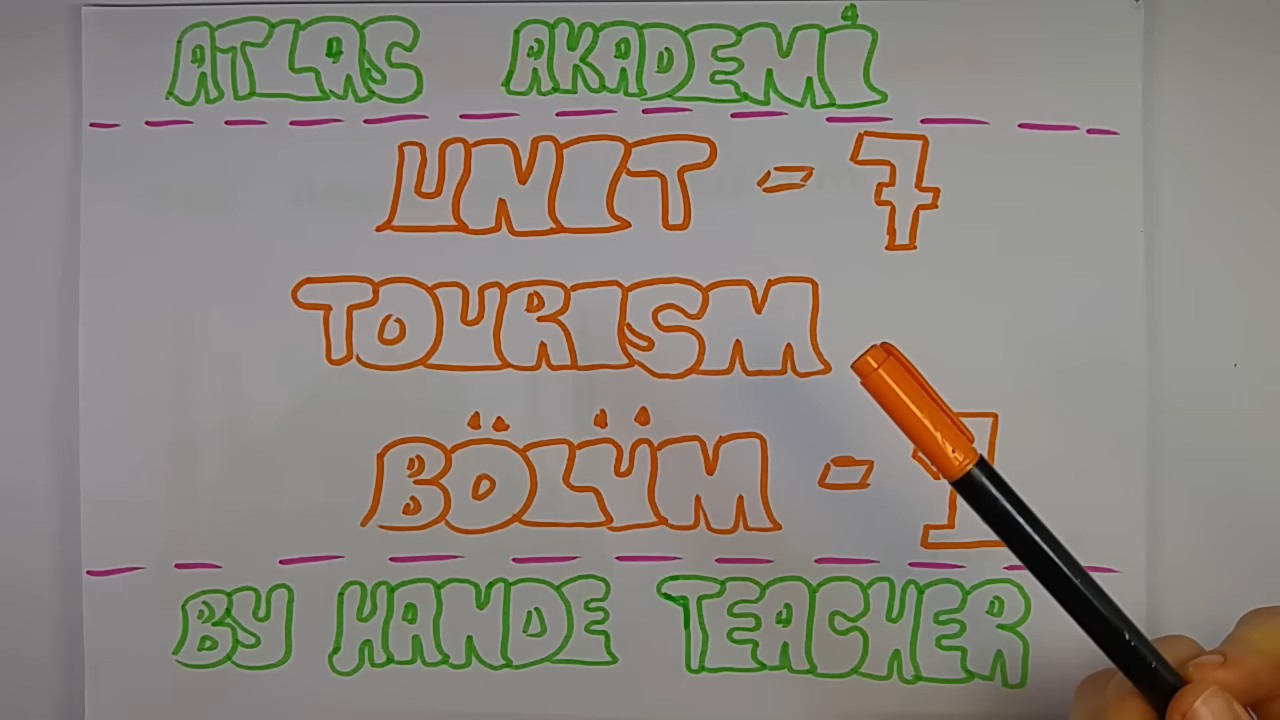 ATLAS AKADEMİ
UNIT - 7
TOURISM
BÖLÜM - 1
BY HANDE TEACHER